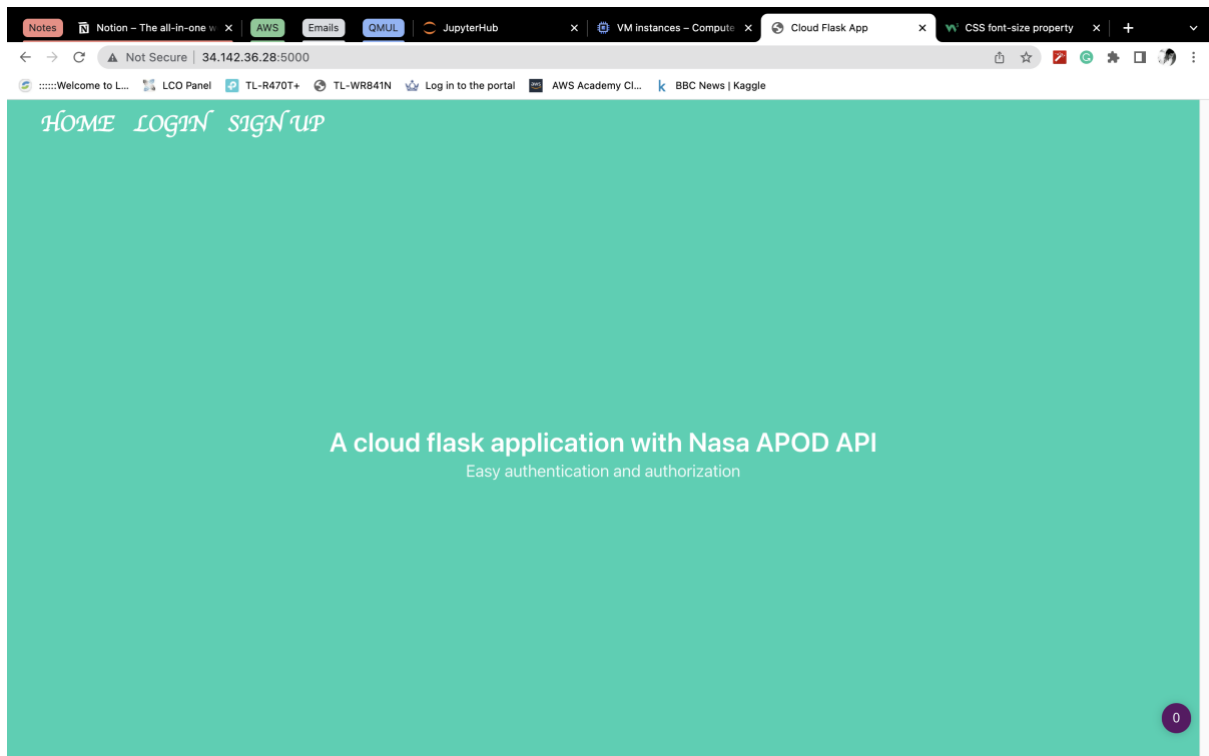 Notes Notion – The all-in-one w AWS Emails QMUL JupyterHub VM instances – Compute Cloud Flask App CSS font-size property
Not Secure 34.142.36.28:5000
::::::Welcome to L... LCO Panel TL-R470T+ TL-WR841N Log in to the portal AWS Academy Cl... BBC News | Kaggle
HOME LOGIN SIGN UP
A cloud flask application with Nasa APOD API
Easy authentication and authorization
0